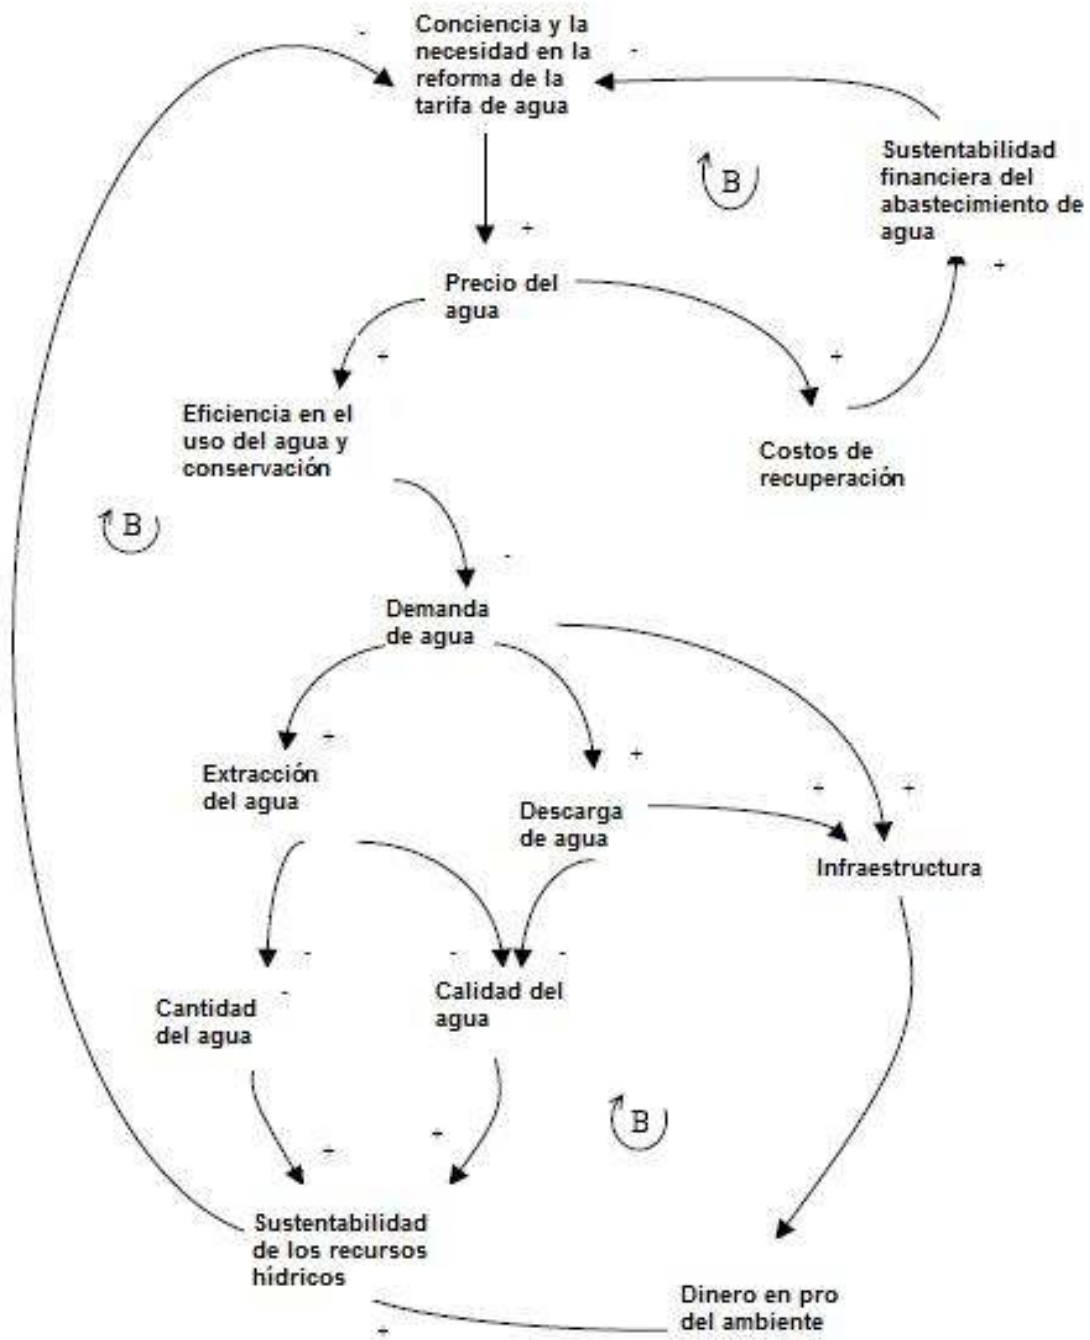 Conciencia y la
necesidad en la
reforma de la
tarifa de agua
-
-
Sustentabilidad
financiera del
abastecimiento de
agua
B
+
+
Precio del
agua
+
+
Eficiencia en el
uso del agua y
conservación
Costos de
recuperación
B
-
Demanda
de agua
+
+
Extracción
del agua
+
+
Descarga
de agua
Infraestructura
-
-
-
-
Cantidad
del agua
Calidad del
agua
B
+
+
Sustentabilidad
de los recursos
hídricos
Dinero en pro
del ambiente
+